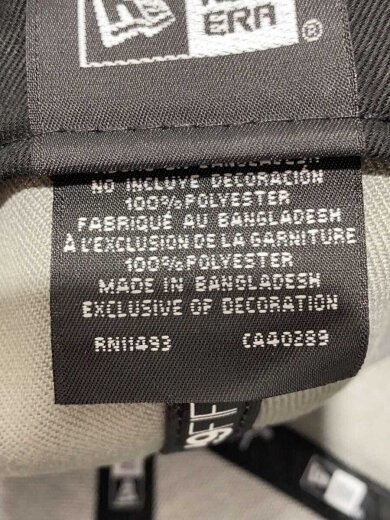 ERA®
NO INCLUYE DECORACIÓN
100% POLYESTER
FABRIQUÉ AU BANGLADESH
À L'EXCLUSION DE LA GARNITURE
100% POLYESTER
MADE IN BANGLADESH
EXCLUSIVE OF DECORATION
RN11493 CA40289